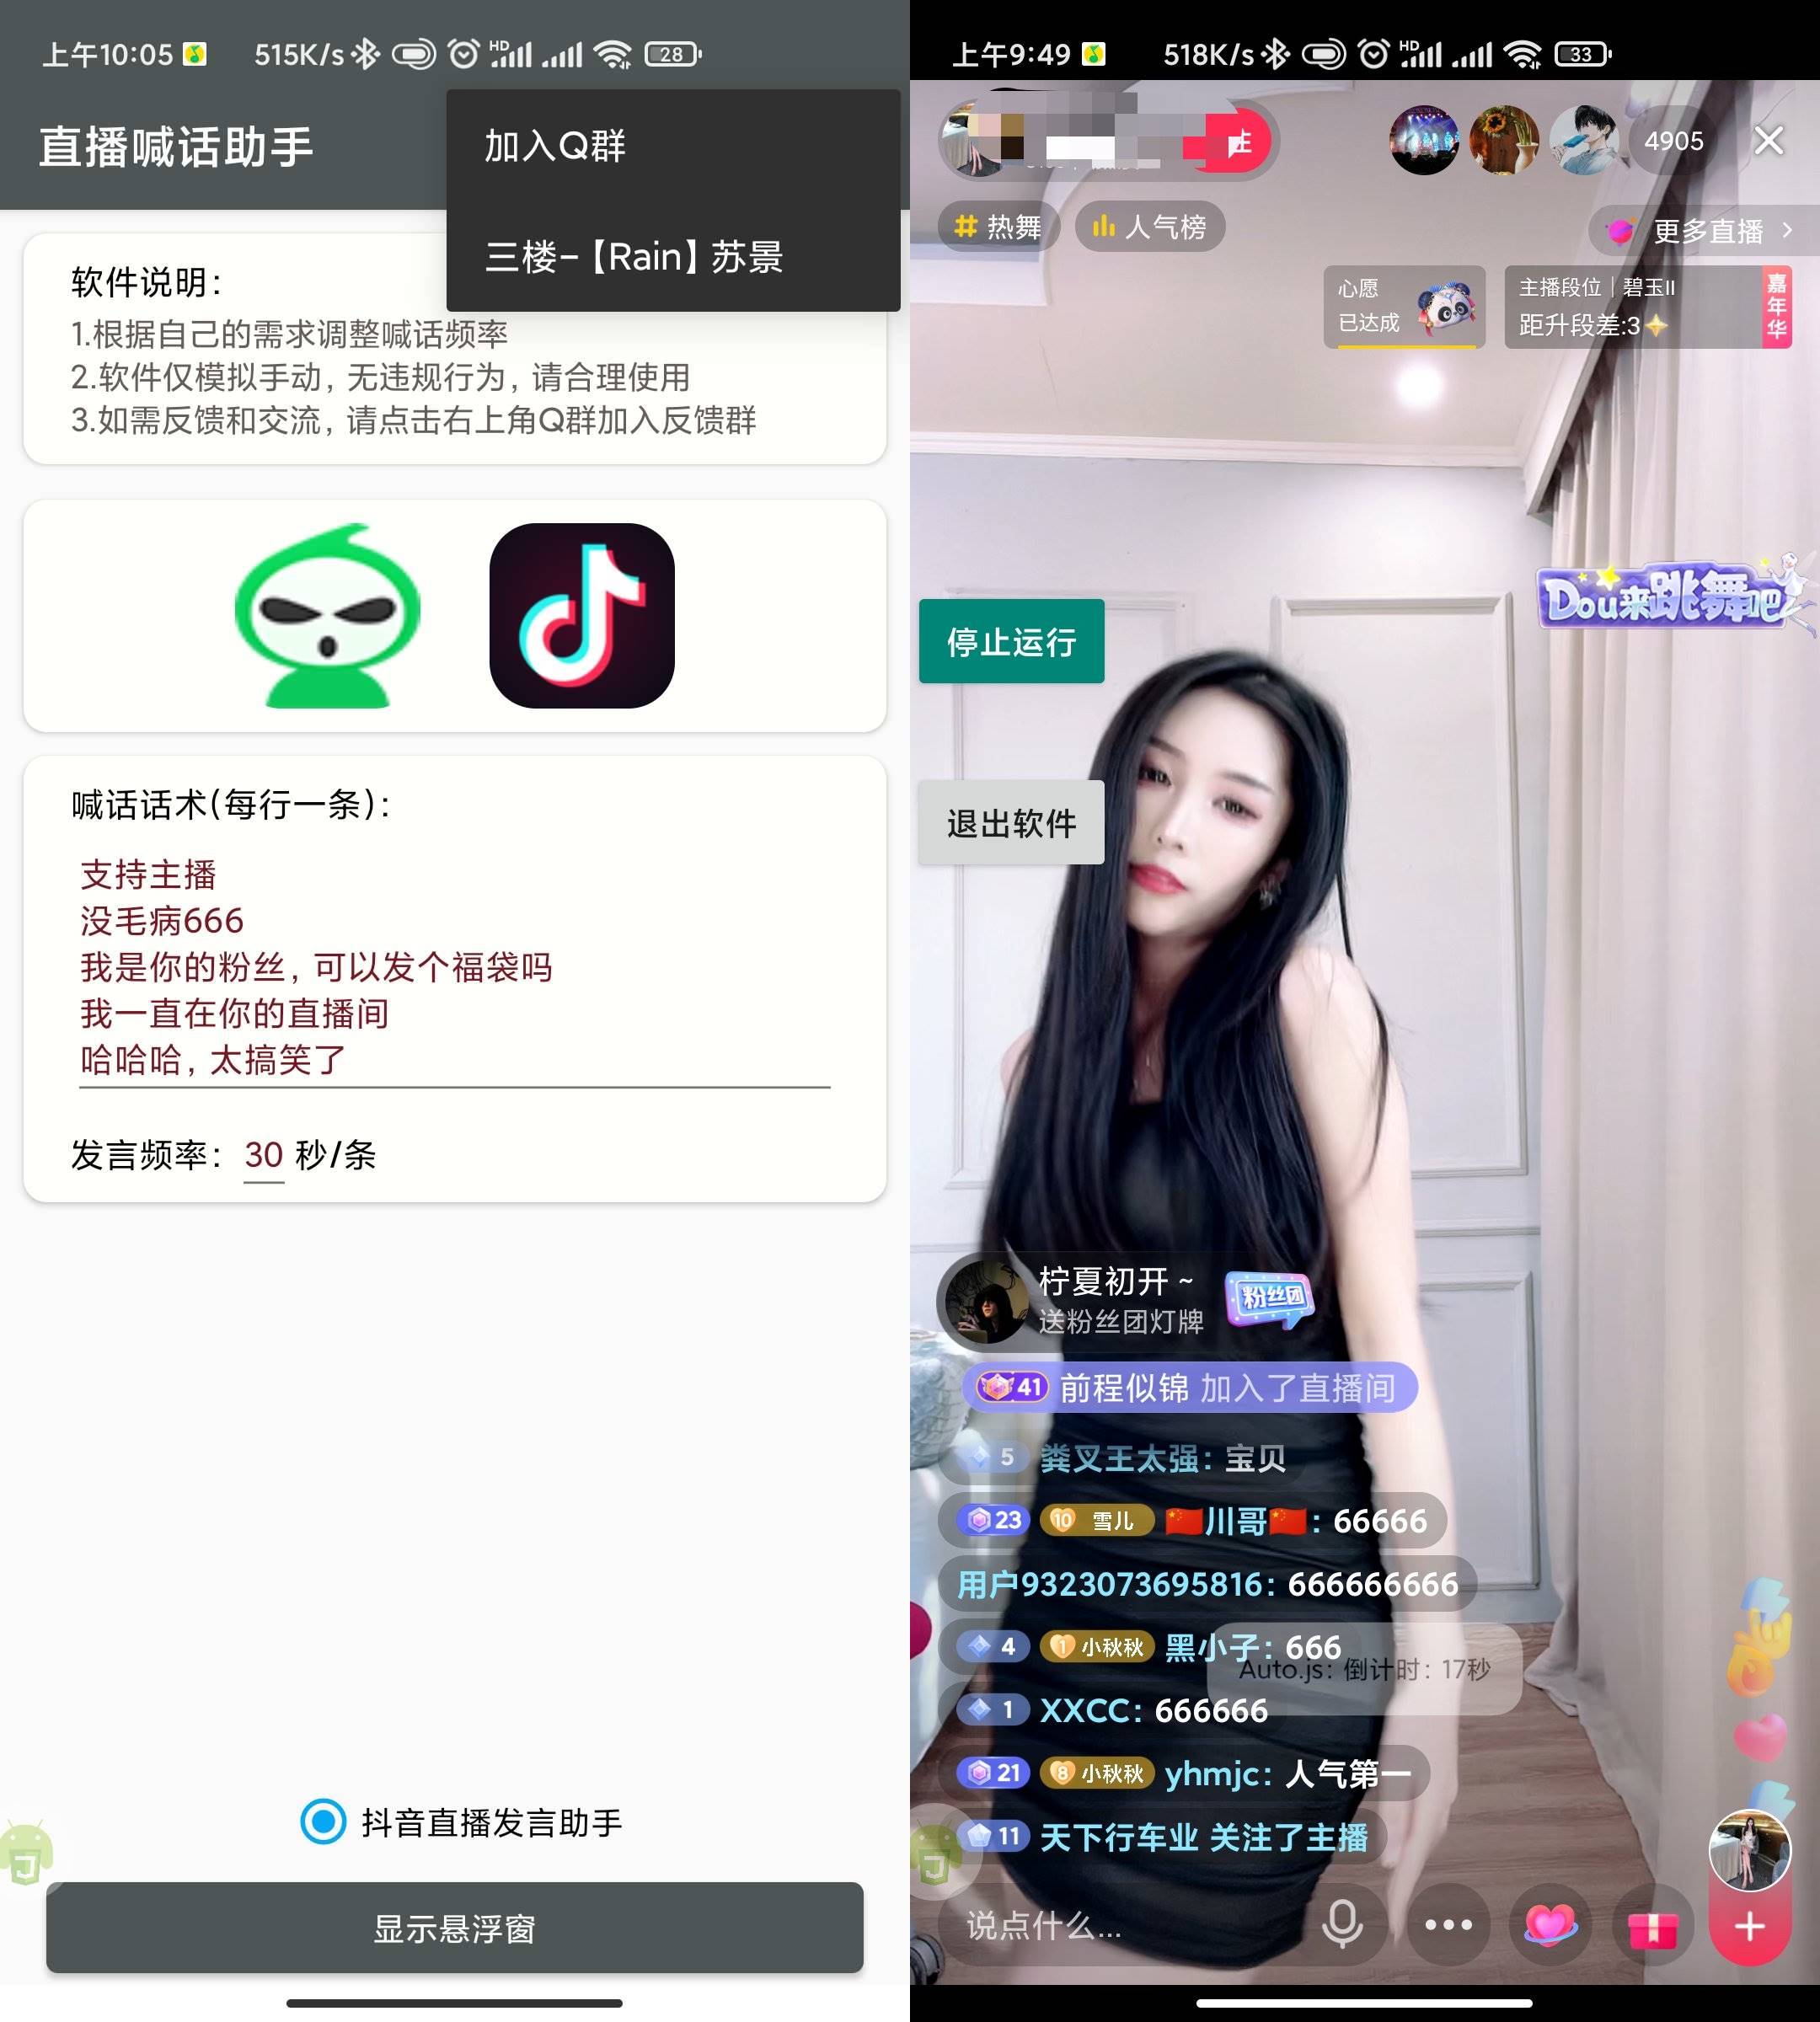 上午10:05
515K/s
HD
28
直播喊话助手
加入Q群
三楼-【Rain】苏景
软件说明：
1.根据自己的需求调整喊话频率
2.软件仅模拟手动，无违规行为，请合理使用
3.如需反馈和交流，请点击右上角Q群加入反馈群
喊话话术(每行一条)：
支持主播
没毛病666
我是你的粉丝，可以发个福袋吗
我一直在你的直播间
哈哈哈，太搞笑了
发言频率： 30 秒/条
抖音直播发言助手
显示悬浮窗
上午9:49
518K/s
HD
33
4905
热舞
人气榜
更多直播
心愿
已达成
主播段位｜碧玉II
距升段差:3
嘉年华
Dou来跳舞吧
停止运行
退出软件
柠夏初开 ~
送粉丝团灯牌
粉丝团
41 前程似锦 加入了直播间
5 粪叉王太强： 宝贝
23 10 雪儿 川哥： 66666
用户9323073695816： 666666666
4 1 小秋秋 黑小子： 666
Auto.js： 倒计时： 17秒
1 XXCC： 666666
21 8 小秋秋 yhmjc： 人气第一
11 天下行车业 关注了主播
说点什么...